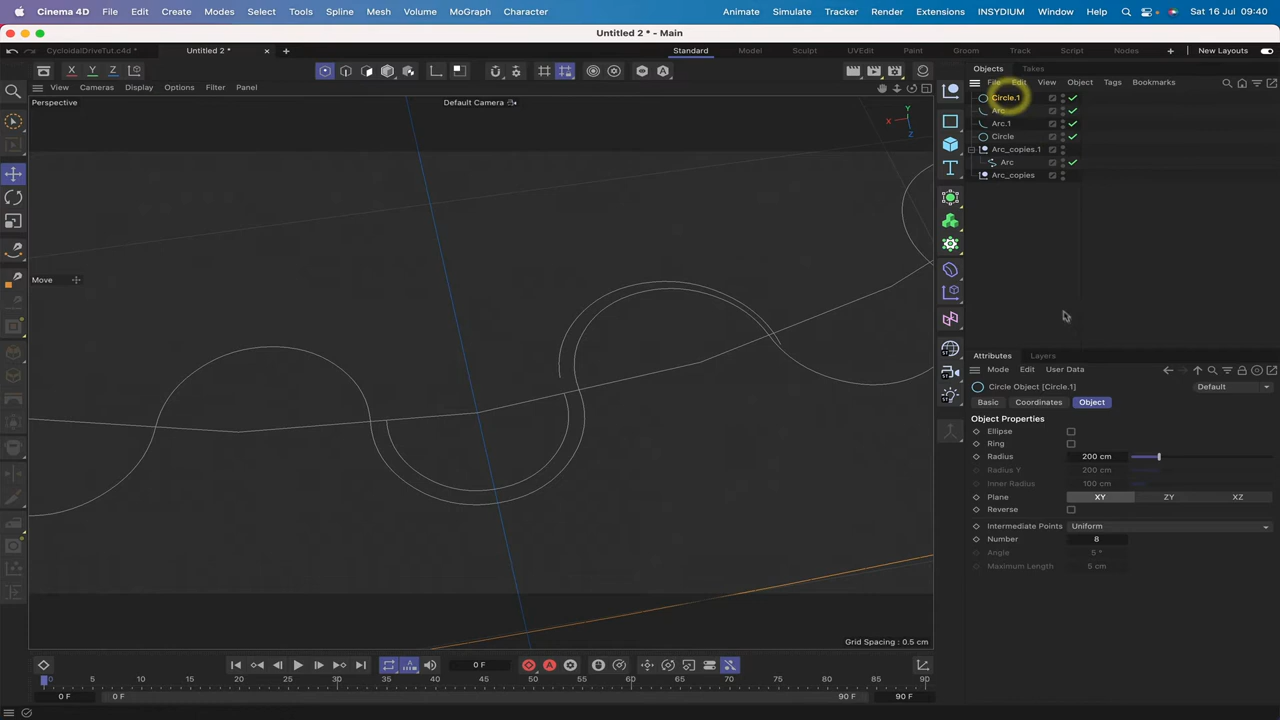 Cinema 4D File Edit Create Modes Select Tools Spline Mesh Volume MoGraph Character Animate Simulate Tracker Render Extensions INSYDIUM Window Help Sat 16 Jul 09:40
Untitled 2 * - Main
CycloidalDriveTut.c4d * Untitled 2 * Standard Model Sculpt UVEdit Paint Groom Track Script Nodes New Layouts
X Y Z
View Cameras Display Options Filter Panel
Perspective
Default Camera
Y
X
Z
Move
Grid Spacing : 0.5 cm
Objects Takes
File Edit View Object Tags Bookmarks
Circle.1
Arc
Arc.1
Circle
Arc_copies.1
Arc
Arc_copies
Attributes Layers
Mode Edit User Data
Circle Object [Circle.1] Default
Basic Coordinates Object
Object Properties
Ellipse
Ring
Radius 200 cm
Radius Y 200 cm
Inner Radius 100 cm
Plane XY ZY XZ
Reverse
Intermediate Points Uniform
Number 8
Angle 5 °
Maximum Length 5 cm
0 F
0 5 10 15 20 25 30 35 40 45 50 55 60 65 70 75 80 85 90
0 F 0 F 90 F 90 F